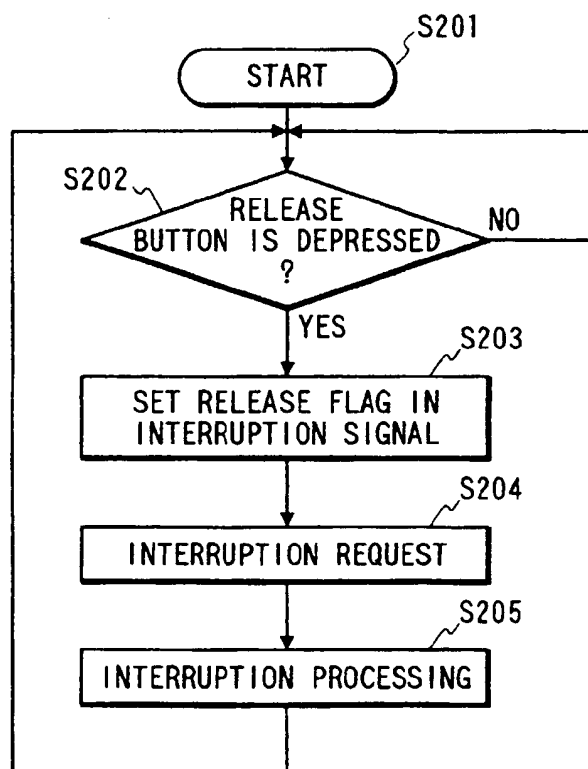 S201
START
S202
RELEASE
BUTTON IS DEPRESSED
?
NO
YES
S203
SET RELEASE FLAG IN
INTERRUPTION SIGNAL
S204
INTERRUPTION REQUEST
S205
INTERRUPTION PROCESSING